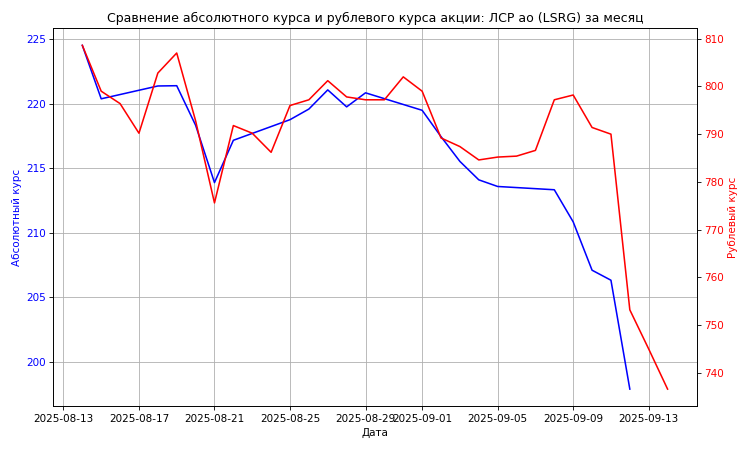 Сравнение абсолютного курса и рублевого курса акции: ЛСР ао (LSRG) за месяц
225
220
215
210
205
200
Абсолютный курс
810
800
790
780
770
760
750
740
Рублевый курс
2025-08-13 2025-08-17 2025-08-21 2025-08-25 2025-08-29 2025-09-01 2025-09-05 2025-09-09 2025-09-13
Дата